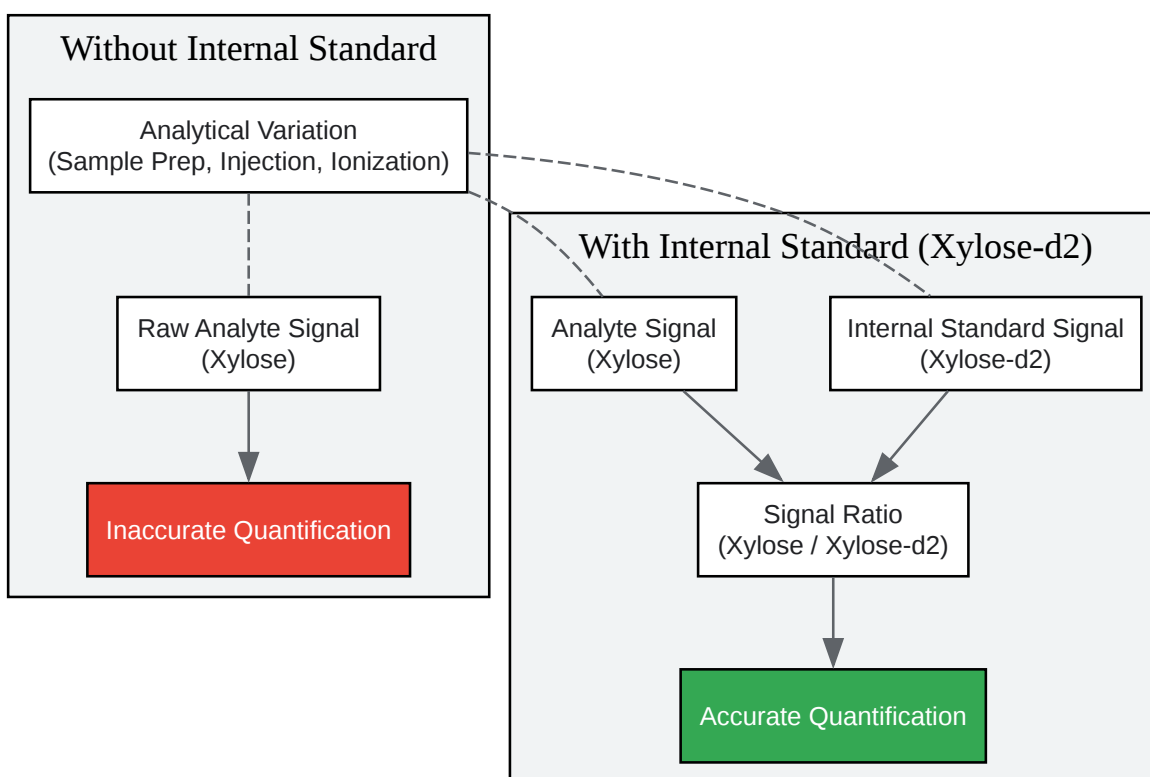 Without Internal Standard
Analytical Variation
(Sample Prep, Injection, Ionization)
Raw Analyte Signal
(Xylose)
Inaccurate Quantification
With Internal Standard (Xylose-d2)
Analyte Signal
(Xylose)
Internal Standard Signal
(Xylose-d2)
Signal Ratio
(Xylose / Xylose-d2)
Accurate Quantification